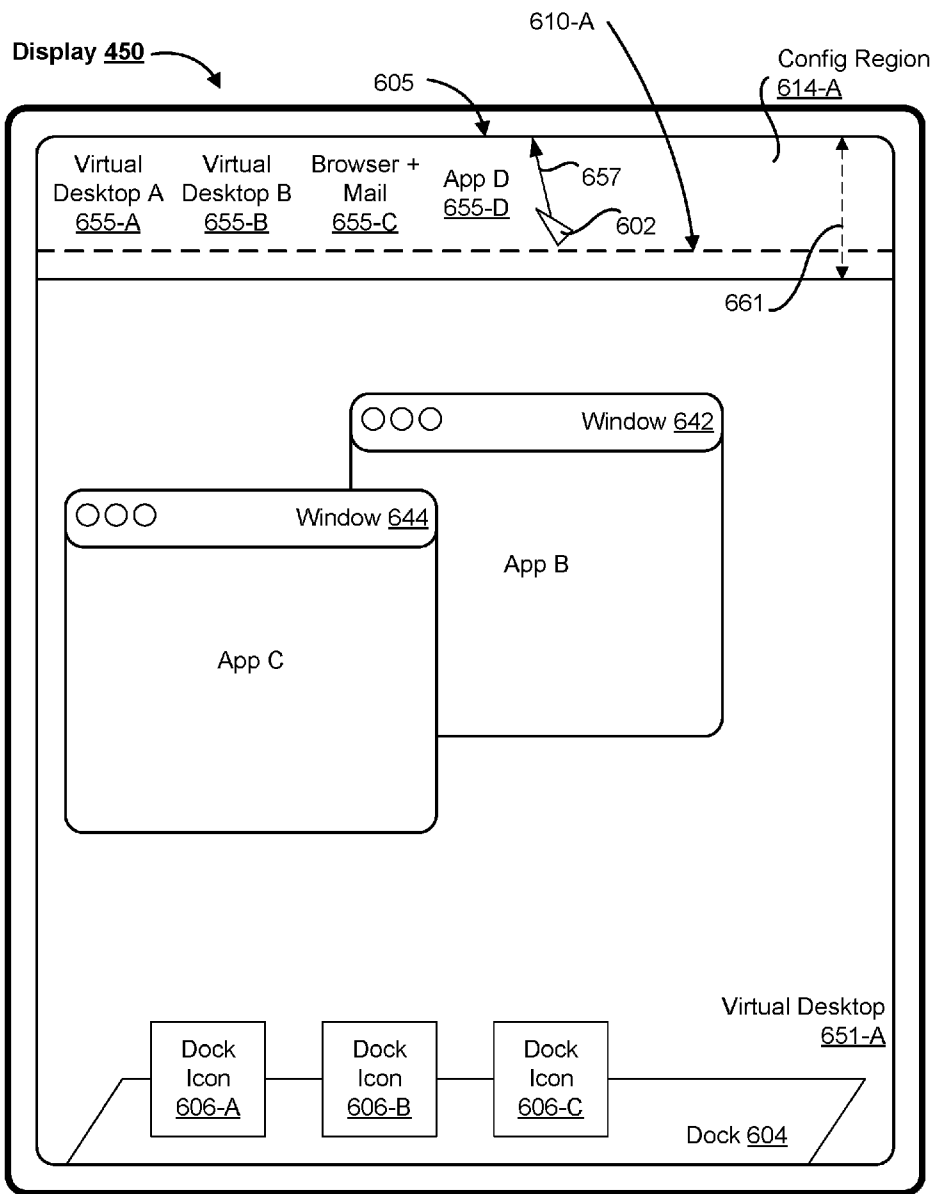 610-A
Display 450
Config Region
614-A
605
Virtual
Desktop A
655-A
Virtual
Desktop B
655-B
Browser +
Mail
655-C
App D
655-D
657
602
661
Window 642
App B
Window 644
App C
Virtual Desktop
651-A
Dock
Icon
606-A
Dock
Icon
606-B
Dock
Icon
606-C
Dock 604